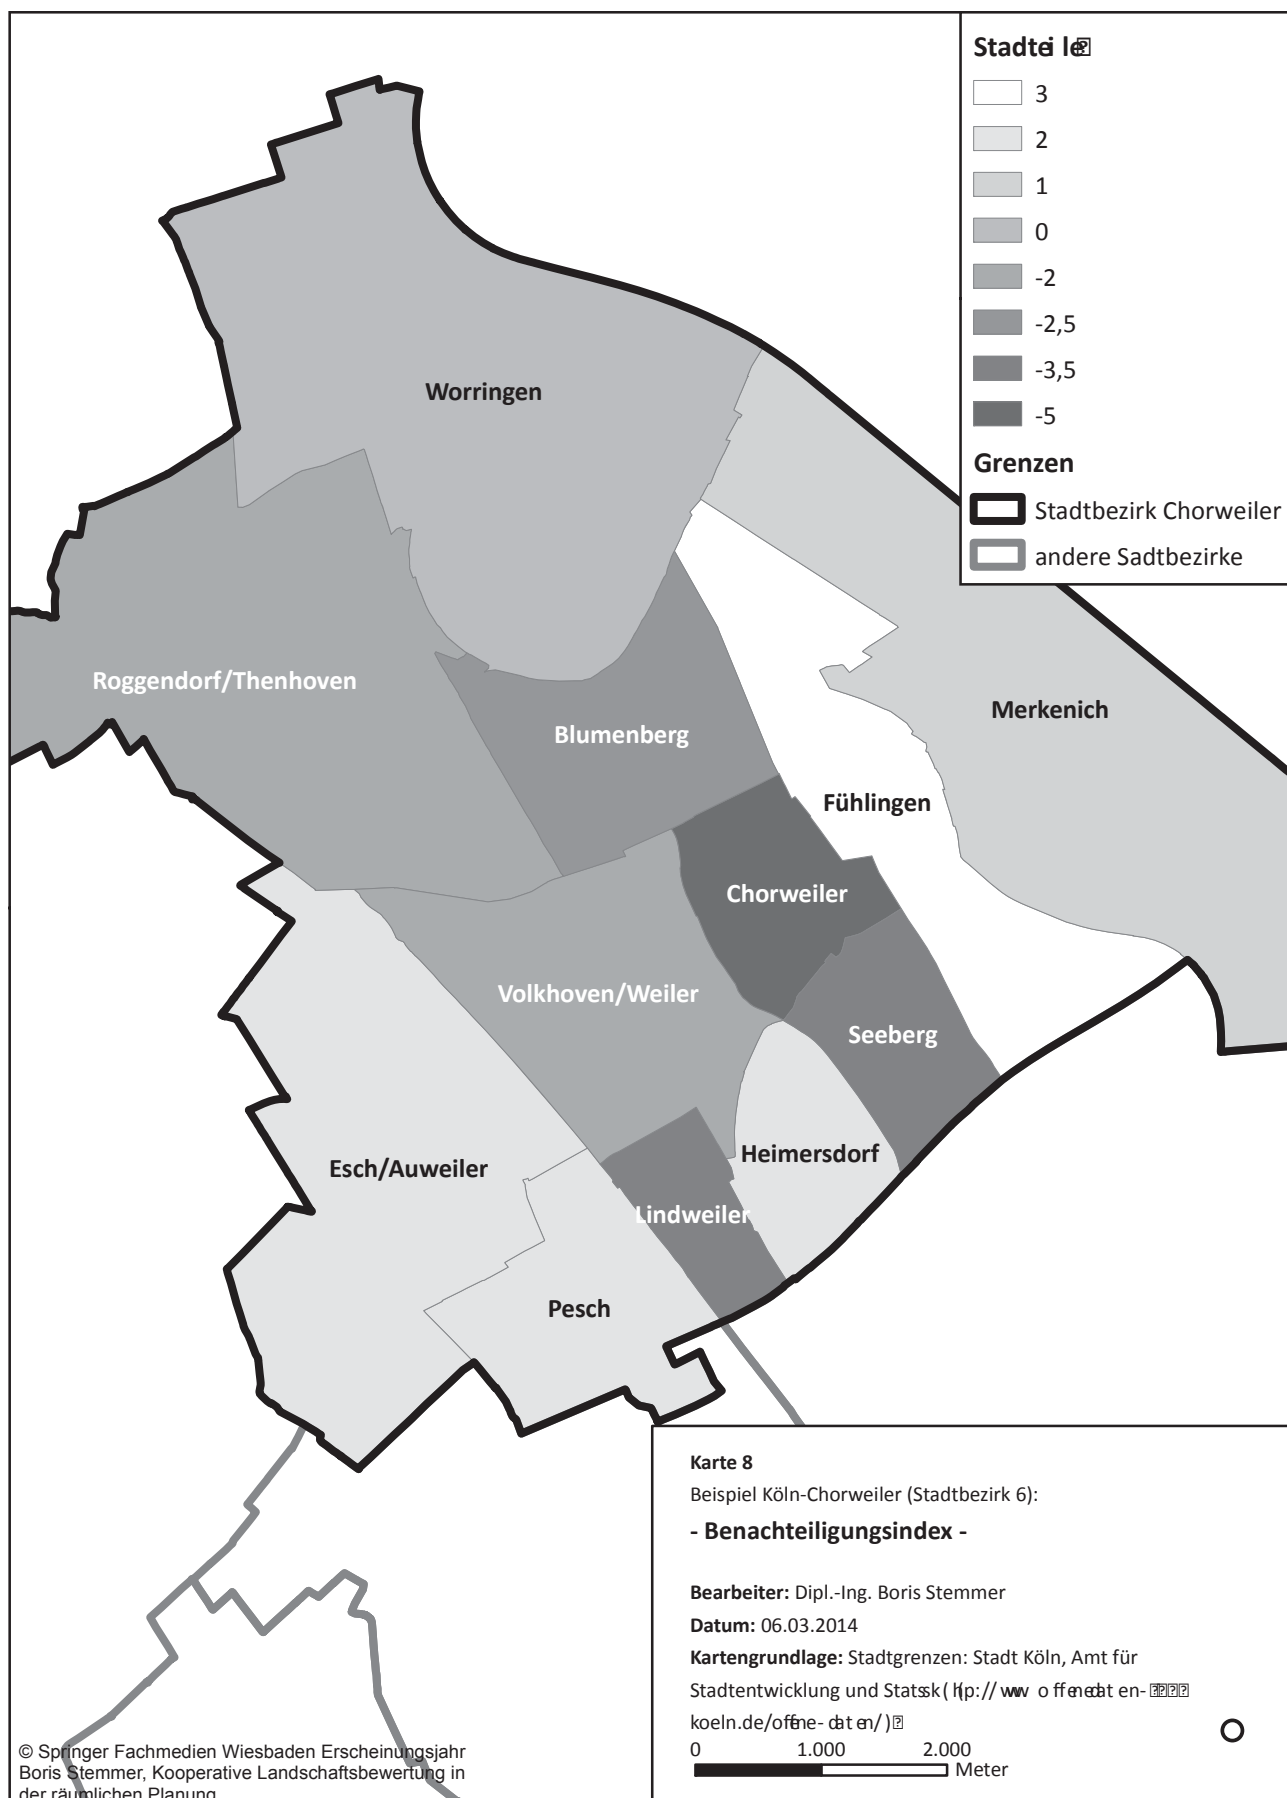 Stadtei le
3
2
1
0
-2
-2,5
-3,5
-5
Grenzen
Stadtbezirk Chorweiler
andere Sadtbezirke
Worringen
Roggendorf/Thenhoven
Blumenberg
Merkenich
Fühlingen
Chorweiler
Volkhoven/Weiler
Seeberg
Heimersdorf
Esch/Auweiler
Lindweiler
Pesch
Karte 8
Beispiel Köln-Chorweiler (Stadtbezirk 6):
- Benachteiligungsindex -
Bearbeiter: Dipl.-Ing. Boris Stemmer
Datum: 06.03.2014
Kartengrundlage: Stadtgrenzen: Stadt Köln, Amt für
Stadtentwicklung und
koeln.de/
0 1.000 2.000
Meter
© Springer Fachmedien Wiesbaden Erscheinungsjahr
Boris Stemmer, Kooperative Landschaftsbewertung in
der räumlichen Planung